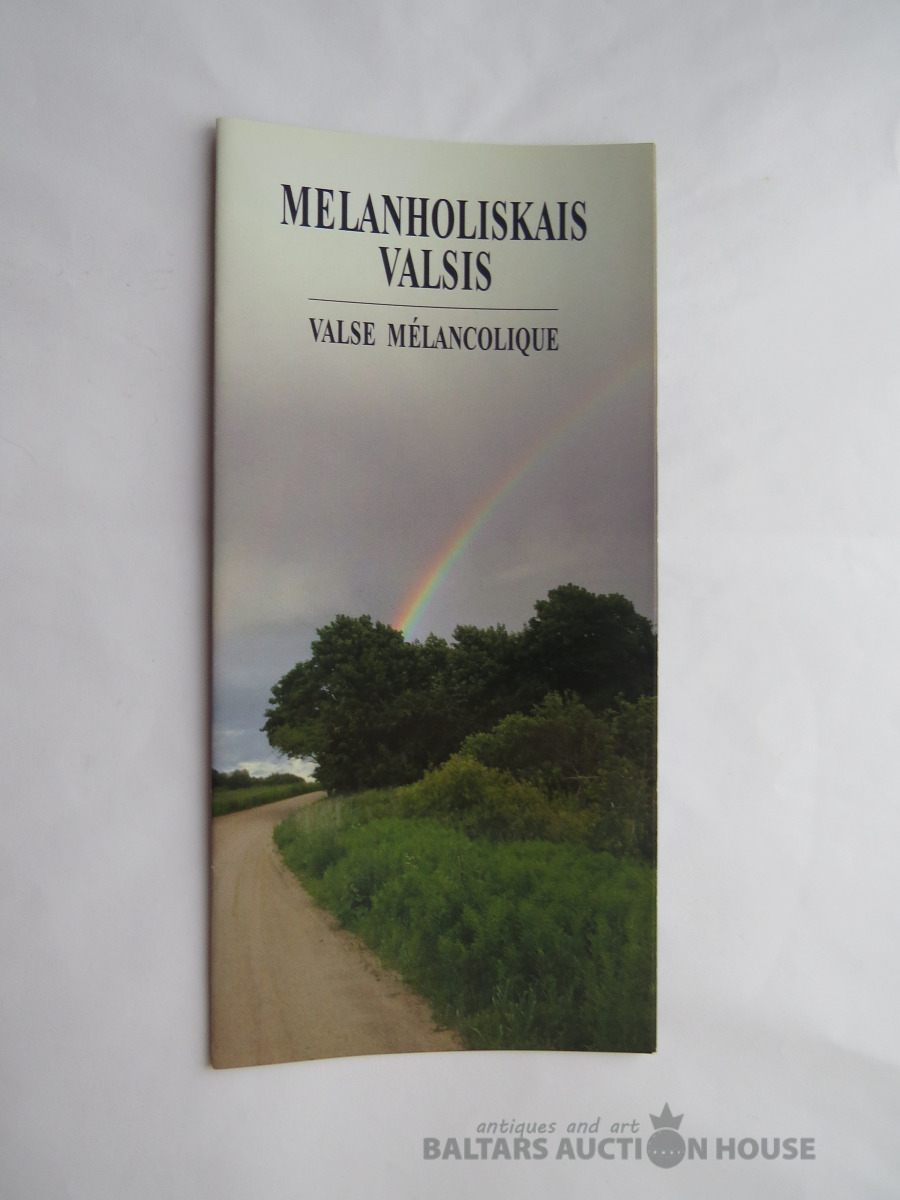 MELANHOLISKAIS
VALSIS
VALSE MÉLANCOLIQUE
antiques and art
BALTARS AUCTION HOUSE